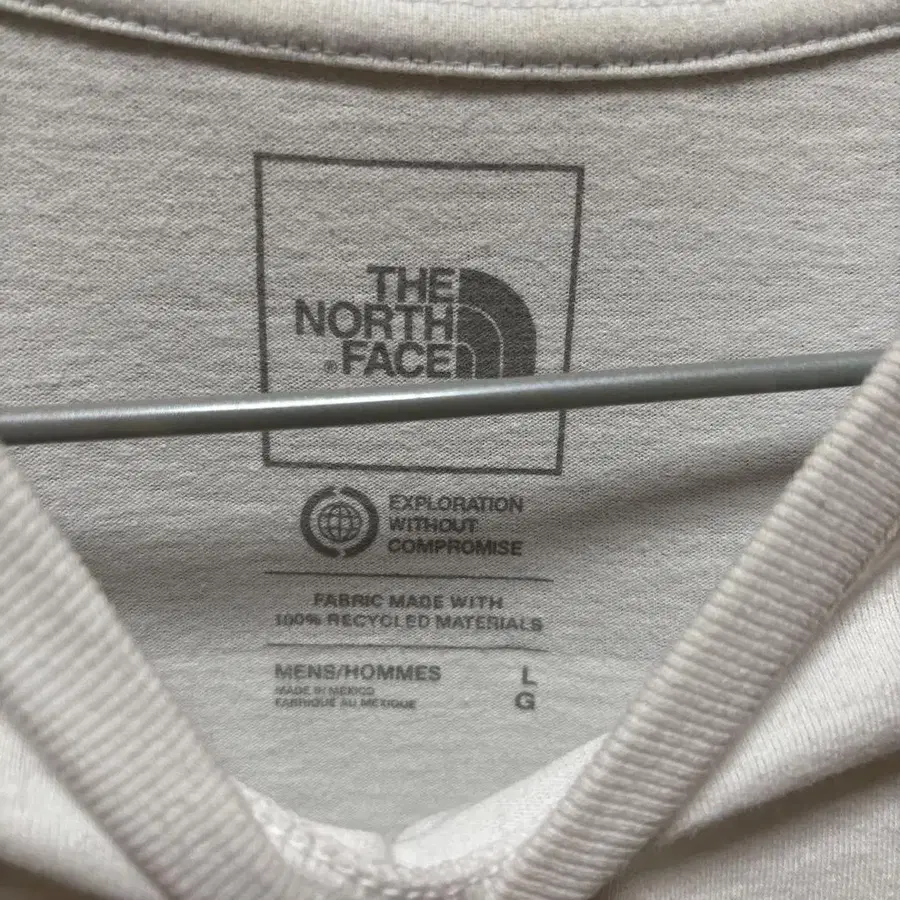 THE
NORTH
®FACE
EXPLORATION
WITHOUT
COMPROMISE
FABRIC MADE WITH
100% RECYCLED MATERIALS
MENS/HOMMES L
MADE IN MEXICO G
FABRIQUÉ AU MEXIQUE